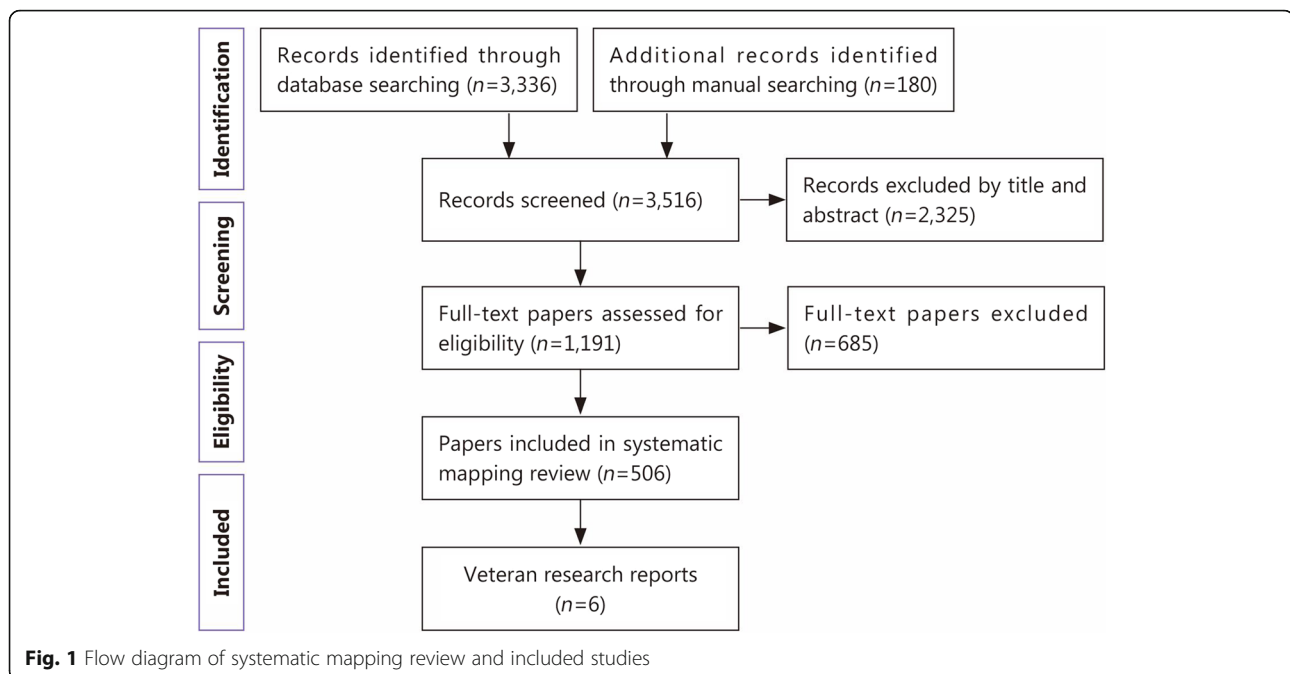 Identification
Records identified through
database searching (n=3,336)
Additional records identified
through manual searching (n=180)
Records screened (n=3,516)
Records excluded by title and
abstract (n=2,325)
Screening
Full-text papers assessed for
eligibility (n=1,191)
Full-text papers excluded
(n=685)
Eligibility
Papers included in systematic
mapping review (n=506)
Included
Veteran research reports
(n=6)
Fig. 1 Flow diagram of systematic mapping review and included studies